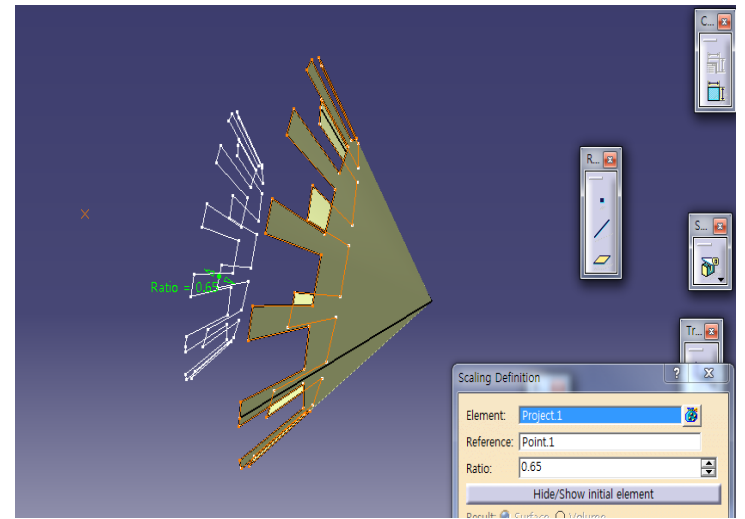 C...
R...
S...
Tr...
Ratio = 0.65
Scaling Definition
Element: Project.1
Reference: Point.1
Ratio: 0.65
Hide/Show initial element
Result: Surface Volume